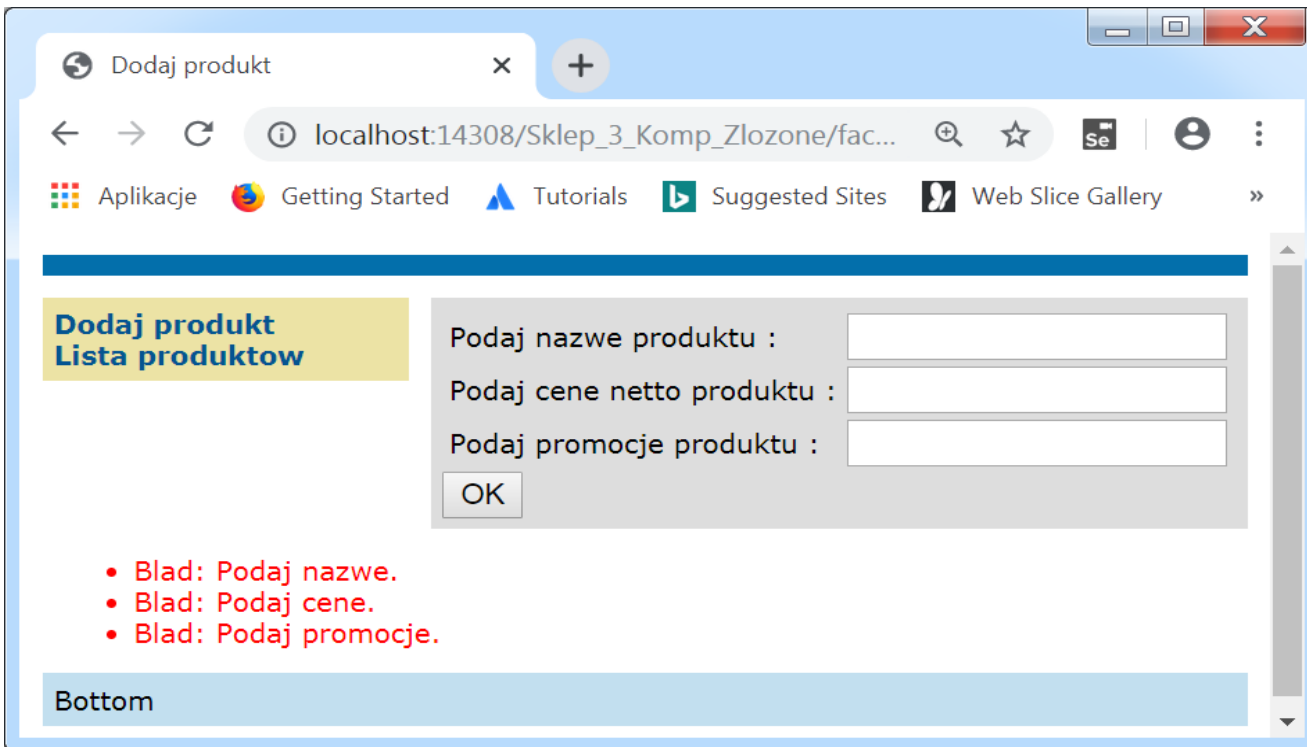 Dodaj produkt
localhost:14308/Sklep_3_Komp_Zlozone/fac...
Se
Aplikacje Getting Started Tutorials Suggested Sites Web Slice Gallery »
Dodaj produkt
Lista produktow
Podaj nazwe produktu :
Podaj cene netto produktu :
Podaj promocje produktu :
OK
• Blad: Podaj nazwe.
• Blad: Podaj cene.
• Blad: Podaj promocje.
Bottom